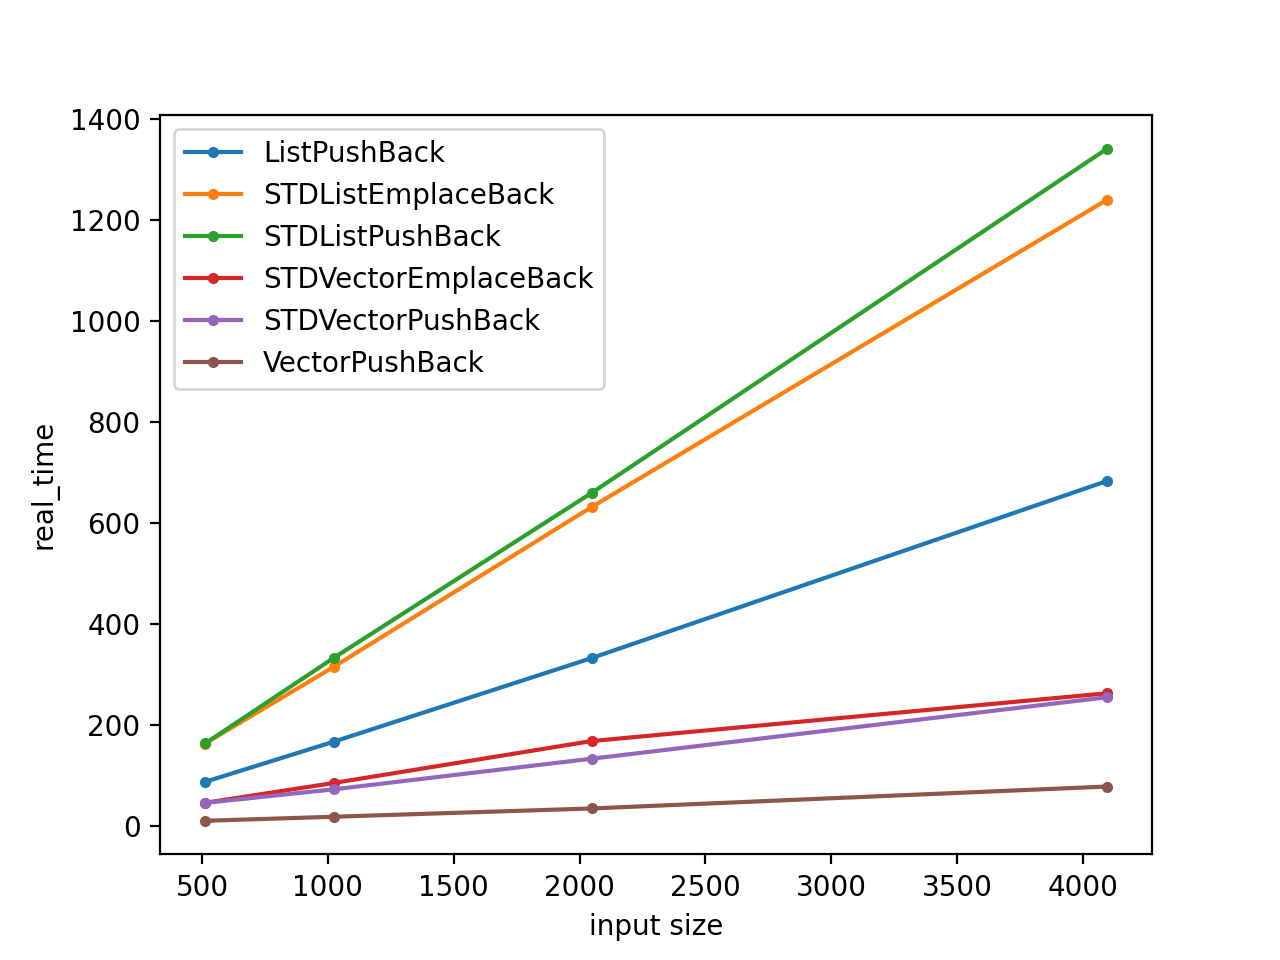 1400
1200
1000
800
600
400
200
0
real_time
ListPushBack
STDListEmplaceBack
STDListPushBack
STDVectorEmplaceBack
STDVectorPushBack
VectorPushBack
500 1000 1500 2000 2500 3000 3500 4000
input size